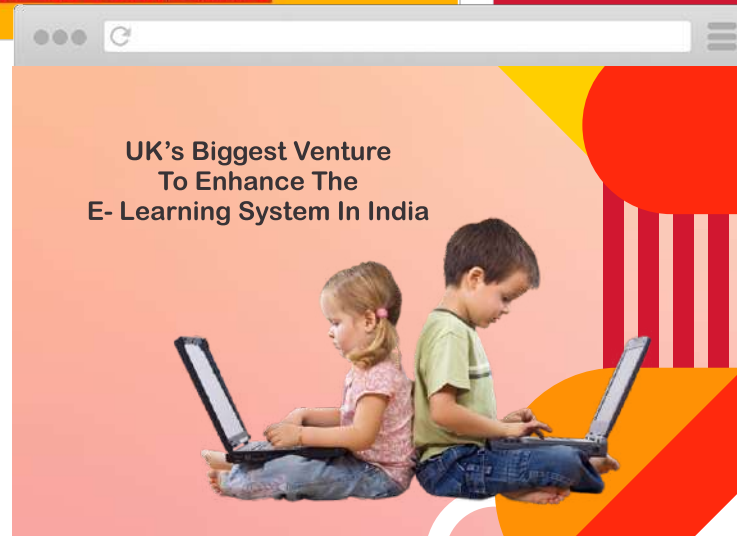 UK's Biggest Venture
To Enhance The
E- Learning System In India